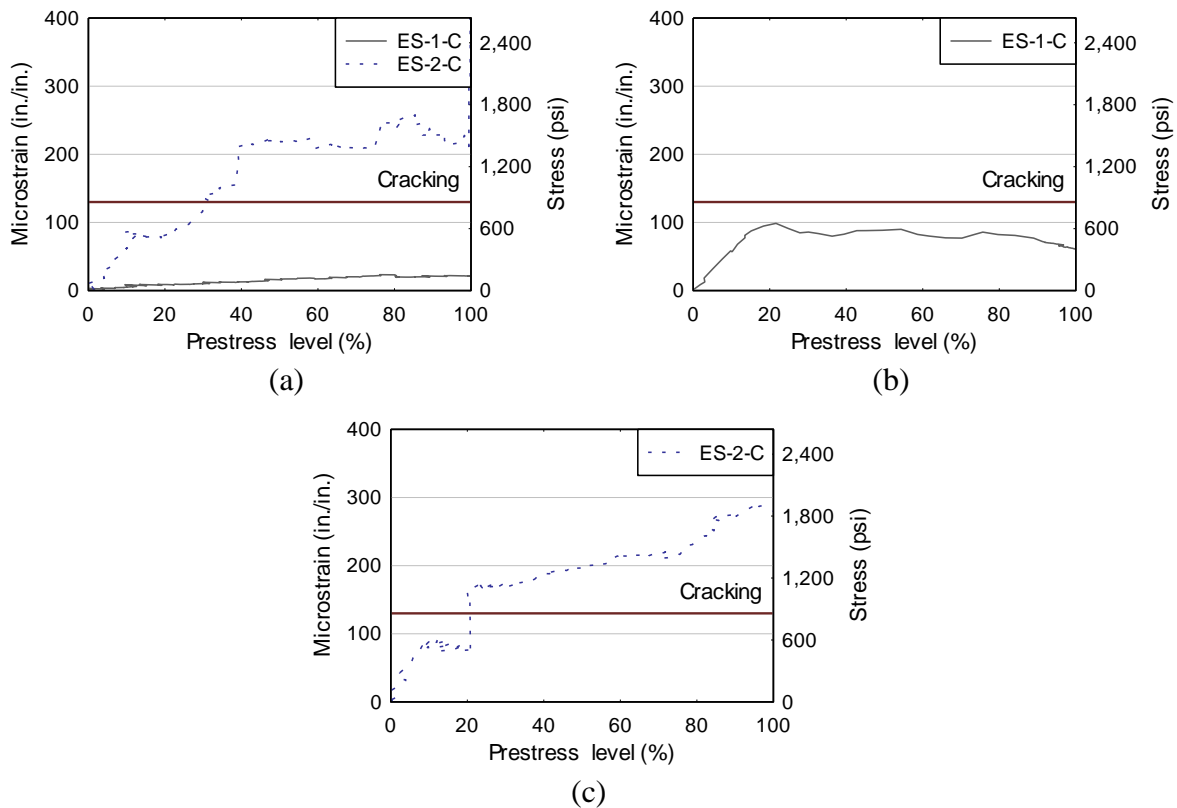 400
300
200
100
0
Microstrain (in./in.)
ES-1-C
ES-2-C
Cracking
2,400
1,800
1,200
600
0
Stress (psi)
0 20 40 60 80 100
Prestress level (%)
(a)
400
300
200
100
0
Microstrain (in./in.)
ES-1-C
Cracking
2,400
1,800
1,200
600
0
Stress (psi)
0 20 40 60 80 100
Prestress level (%)
(b)
400
300
200
100
0
Microstrain (in./in.)
ES-2-C
Cracking
2,400
1,800
1,200
600
0
Stress (psi)
0 20 40 60 80 100
Prestress level (%)
(c)